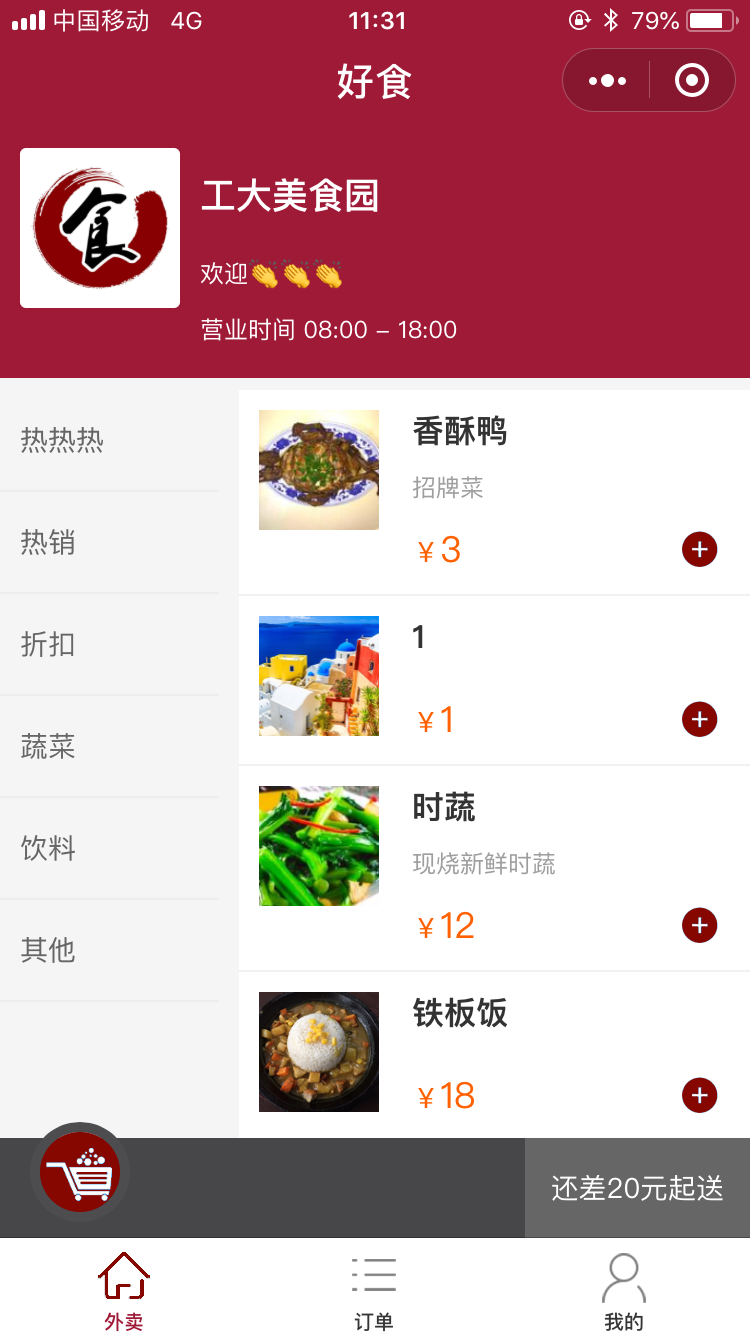 中国移动 4G 11:31 79%
好食
食
工大美食园
欢迎👏👏👏
营业时间 08:00 – 18:00
热热热
热销
折扣
蔬菜
饮料
其他
香酥鸭
招牌菜
¥3
1
¥1
时蔬
现烧新鲜时蔬
¥12
铁板饭
¥18
还差20元起送
外卖
订单
我的